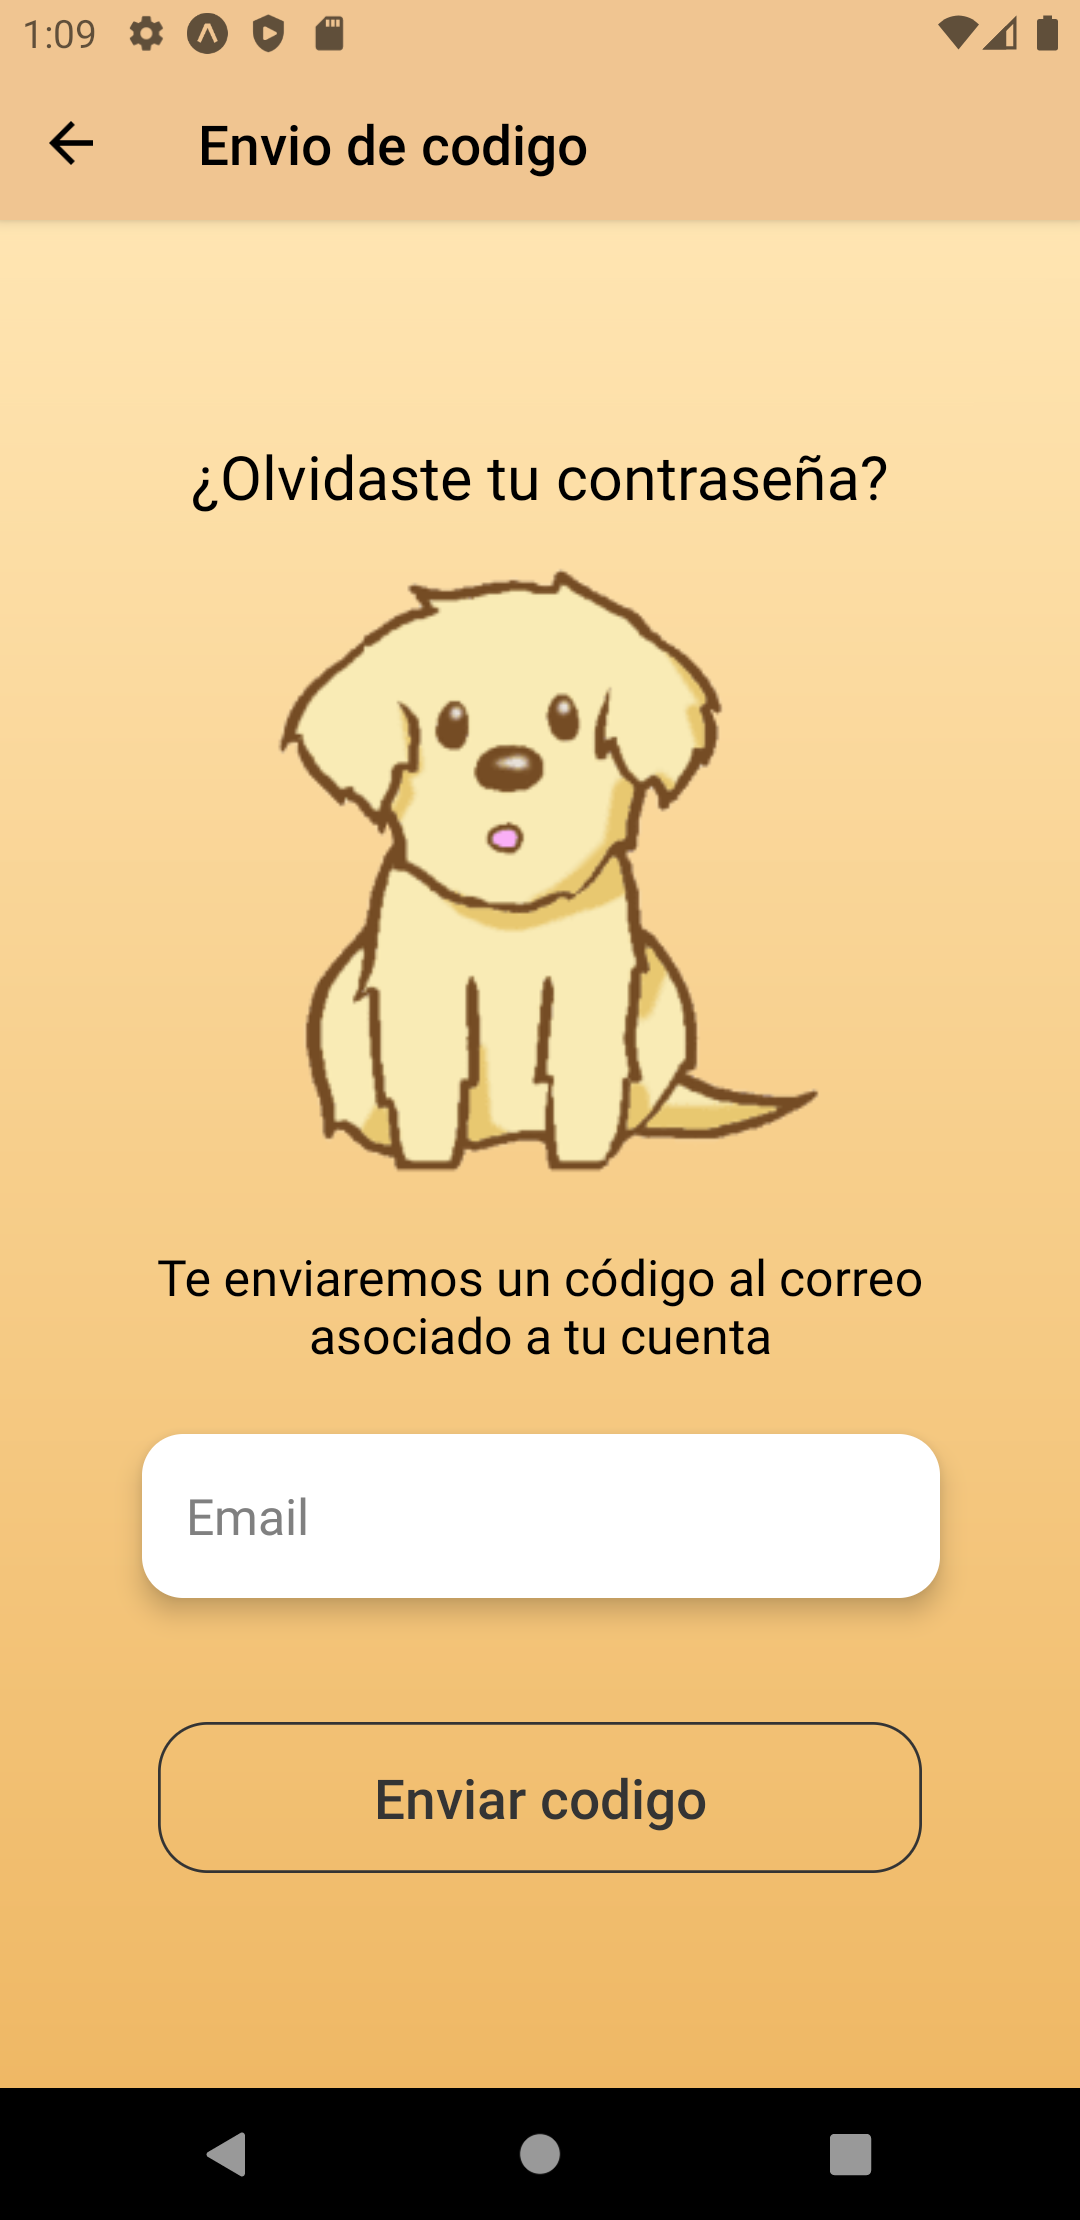 1:09
Envio de codigo
¿Olvidaste tu contraseña?
Te enviaremos un código al correo
asociado a tu cuenta
Email
Enviar codigo